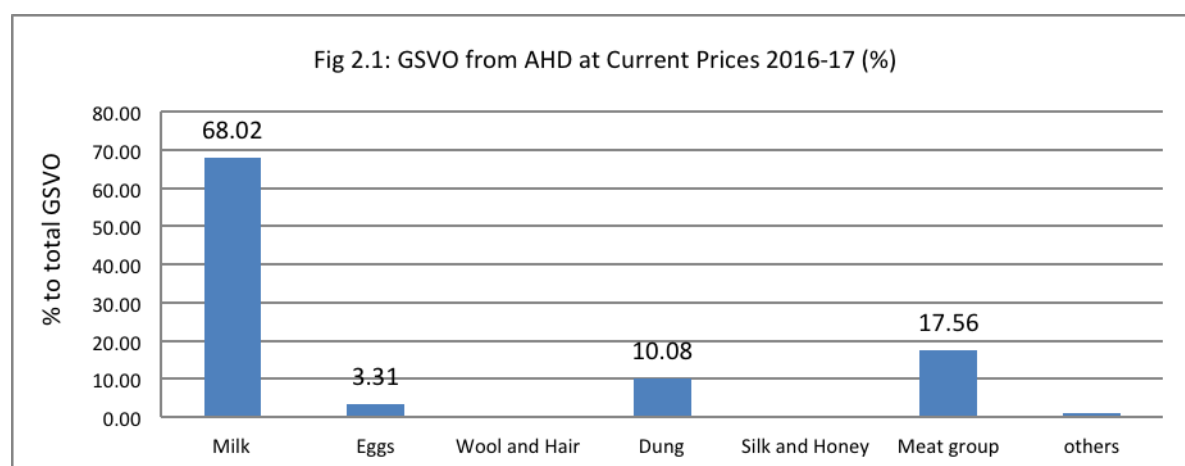 Fig 2.1: GSVO from AHD at Current Prices 2016-17 (%)
% to total GSVO
80.00
70.00
60.00
50.00
40.00
30.00
20.00
10.00
0.00
68.02
3.31
10.08
17.56
Milk
Eggs
Wool and Hair
Dung
Silk and Honey
Meat group
others